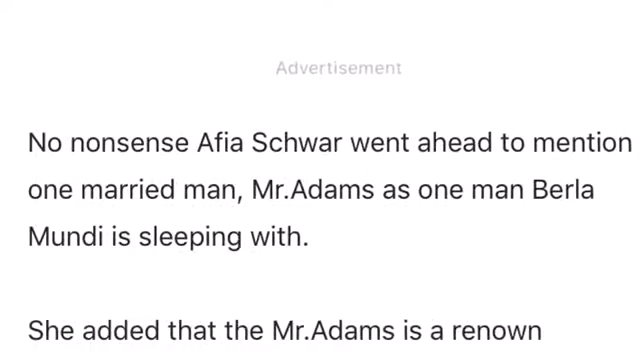 Advertisement
No nonsense Afia Schwar went ahead to mention
one married man, Mr.Adams as one man Berla
Mundi is sleeping with.
She added that the Mr.Adams is a renown